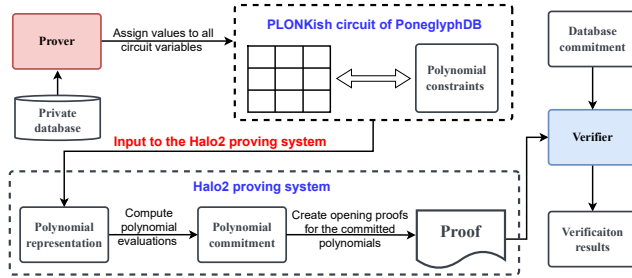 Prover
Assign values to all
circuit variables
PLONKish circuit of PoneglyphDB
Polynomial
constraints
Database
commitment
Private
database
Input to the Halo2 proving system
Verifier
Halo2 proving system
Polynomial
representation
Compute
polynomial
evaluations
Polynomial
commitment
Create opening proofs
for the committed
polynomials
Proof
Verificaiton
results